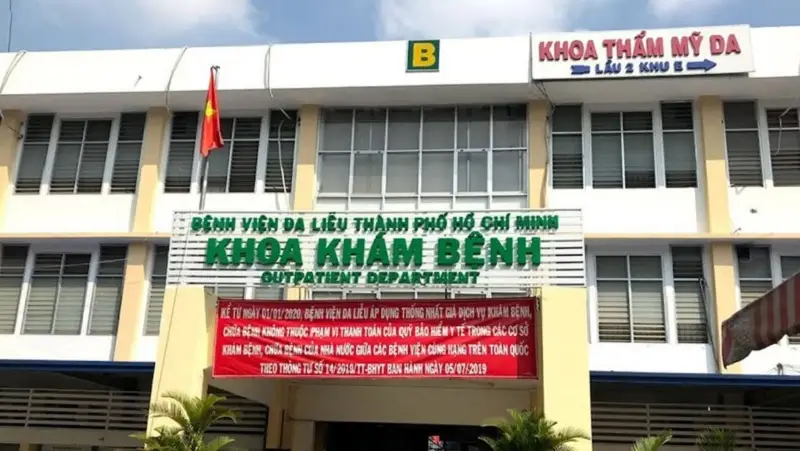 B
KHOA THẨM MỸ DA
LẦU 2 KHU E
BỆNH VIỆN DA LIỄU THÀNH PHỐ HỒ CHÍ MINH
KHOA KHÁM BỆNH
OUTPATIENT DEPARTMENT
KỂ TỪ NGÀY 01/01/2020, BỆNH VIỆN DA LIỄU ÁP DỤNG THỐNG NHẤT GIÁ DỊCH VỤ KHÁM BỆNH,
CHỮA BỆNH KHÔNG THUỘC PHẠM VI THANH TOÁN CỦA QUỸ BẢO HIỂM Y TẾ TRONG CÁC CƠ SỞ
KHÁM BỆNH, CHỮA BỆNH CỦA NHÀ NƯỚC GIỮA CÁC BỆNH VIỆN CÙNG HẠNG TRÊN TOÀN QUỐC
THEO THÔNG TƯ SỐ 14/2019/TT-BHYT BAN HÀNH NGÀY 05/07/2019